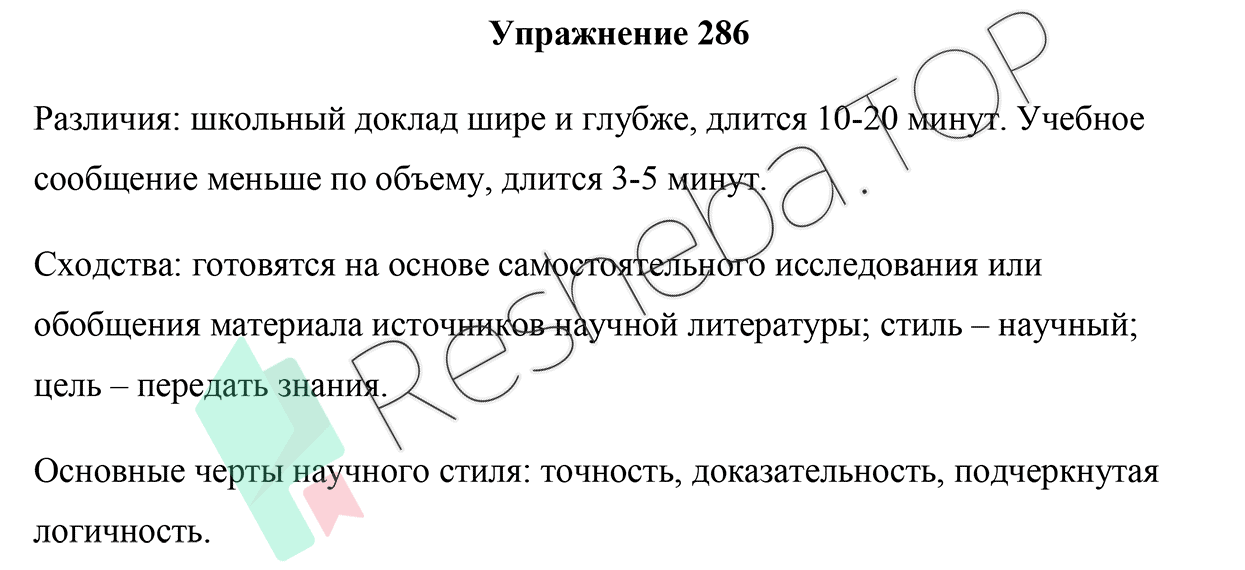 Упражнение 286
Различия: школьный доклад шире и глубже, длится 10-20 минут. Учебное
сообщение меньше по объему, длится 3-5 минут.
Сходства: готовятся на основе самостоятельного исследования или
обобщения материала источников научной литературы; стиль – научный;
цель – передать знания.
Основные черты научного стиля: точность, доказательность, подчеркнутая
логичность.
Resheba.TOP